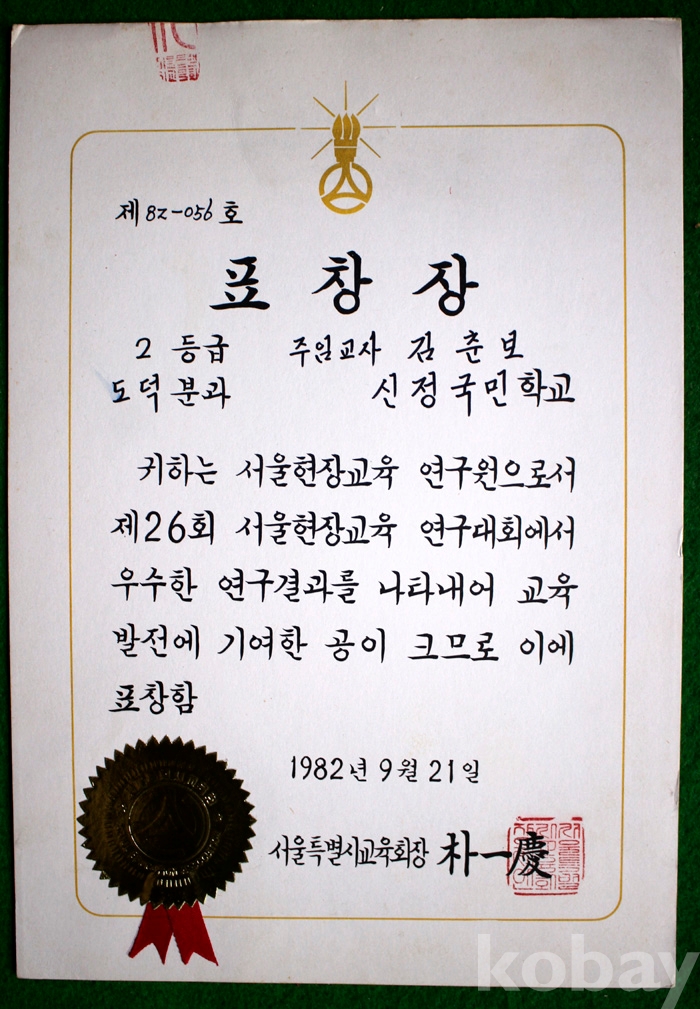 제 82-056 호
표창장
2 등급 주임교사 김춘보
도덕분과 신정국민학교
귀하는 서울현장교육 연구원으로서
제26회 서울현장교육 연구대회에서
우수한 연구결과를 나타내어 교육
발전에 기여한 공이 크므로 이에
표창함
1982년 9월 21일
서울특별시교육회장 朴一慶
kobay